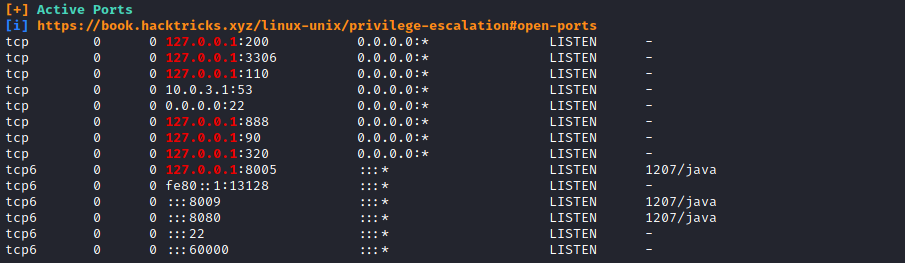 [+] Active Ports
[i] https://book.hacktricks.xyz/linux-unix/privilege-escalation#open-ports
tcp 0 0 127.0.0.1:200 0.0.0.0:* LISTEN -
tcp 0 0 127.0.0.1:3306 0.0.0.0:* LISTEN -
tcp 0 0 127.0.0.1:110 0.0.0.0:* LISTEN -
tcp 0 0 10.0.3.1:53 0.0.0.0:* LISTEN -
tcp 0 0 0.0.0.0:22 0.0.0.0:* LISTEN -
tcp 0 0 127.0.0.1:888 0.0.0.0:* LISTEN -
tcp 0 0 127.0.0.1:90 0.0.0.0:* LISTEN -
tcp 0 0 127.0.0.1:320 0.0.0.0:* LISTEN -
tcp6 0 0 127.0.0.1:8005 :::* LISTEN 1207/java
tcp6 0 0 fe80::1:13128 :::* LISTEN -
tcp6 0 0 :::8009 :::* LISTEN 1207/java
tcp6 0 0 :::8080 :::* LISTEN 1207/java
tcp6 0 0 :::22 :::* LISTEN -
tcp6 0 0 :::60000 :::* LISTEN -